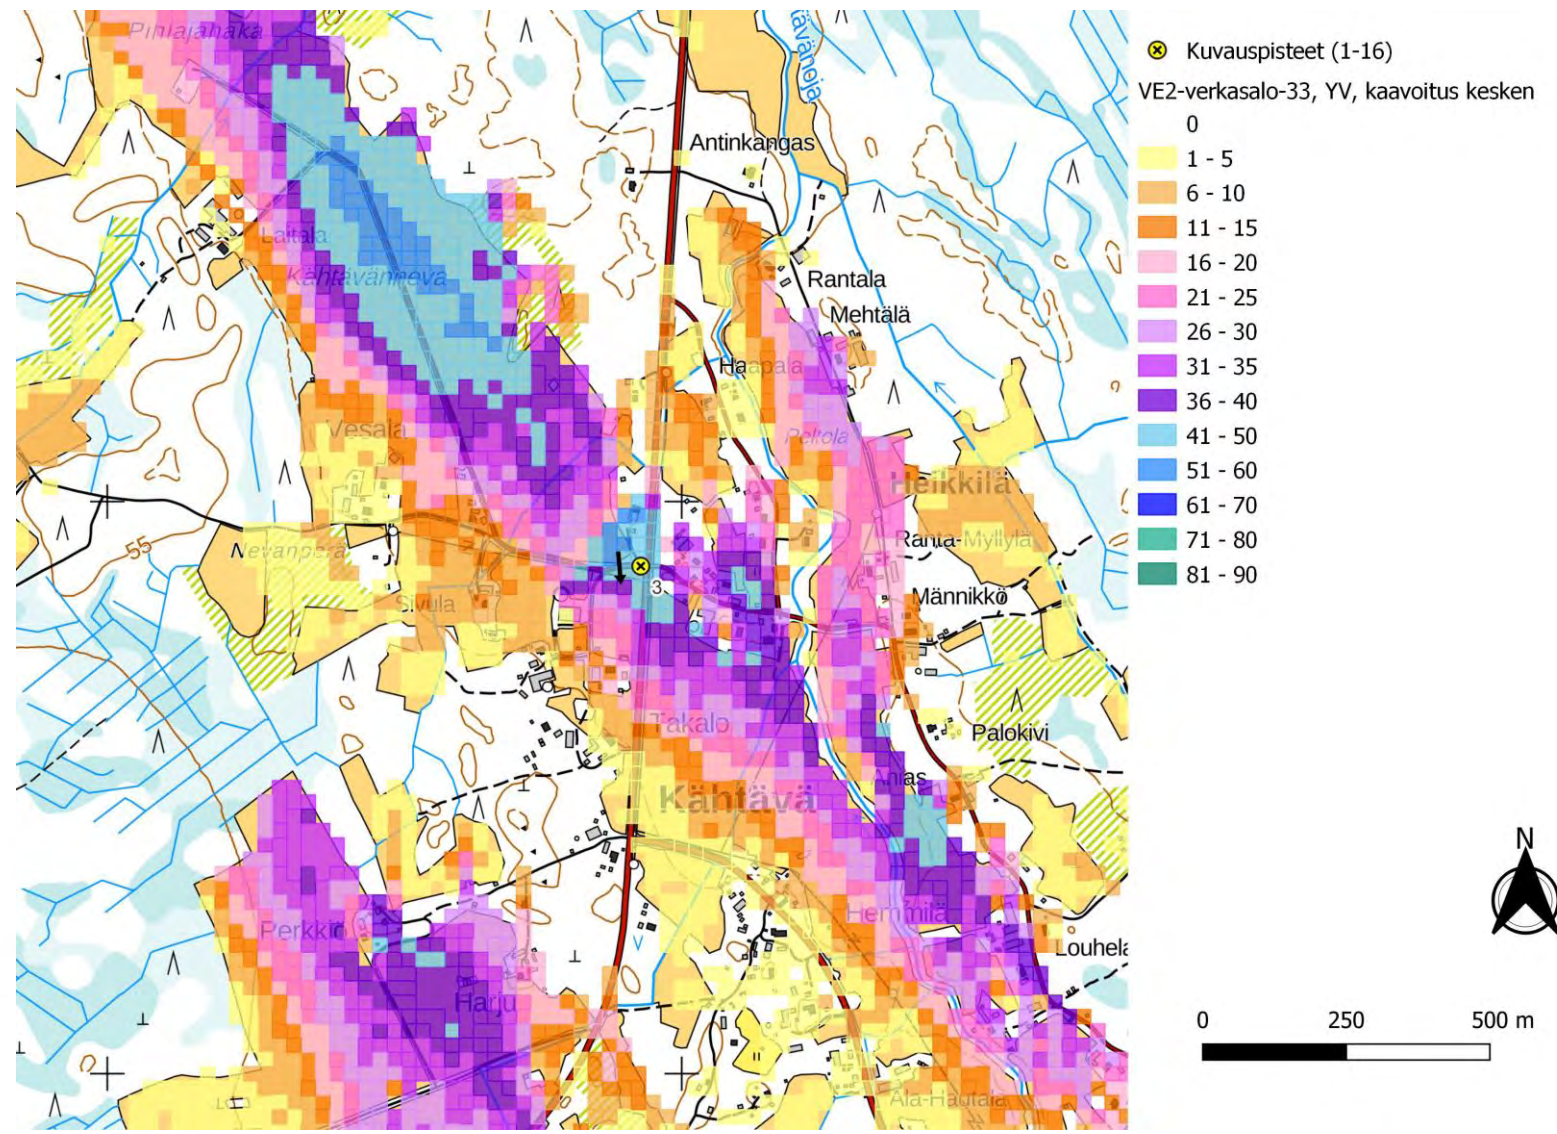 Pihlajahaka
Kähtävänoja
Kuvauspisteet (1-16)
VE2-verkasalo-33, YV, kaavoitus kesken
0
1 - 5
6 - 10
11 - 15
16 - 20
21 - 25
26 - 30
31 - 35
36 - 40
41 - 50
51 - 60
61 - 70
71 - 80
81 - 90
Antinkangas
Laitala
Kähtävänneva
Rantala
Mehtälä
Haapala
Vesala
Peltola
Heikkilä
55
Nevanperä
Ranta-Myllylä
3
Sivula
Männikkö
Takalo
Palokivi
Ahlas
Kähtävä
Perkkiö
Hemmilä
Louhela
Harju
Ala-Hautala
N
0 250 500 m